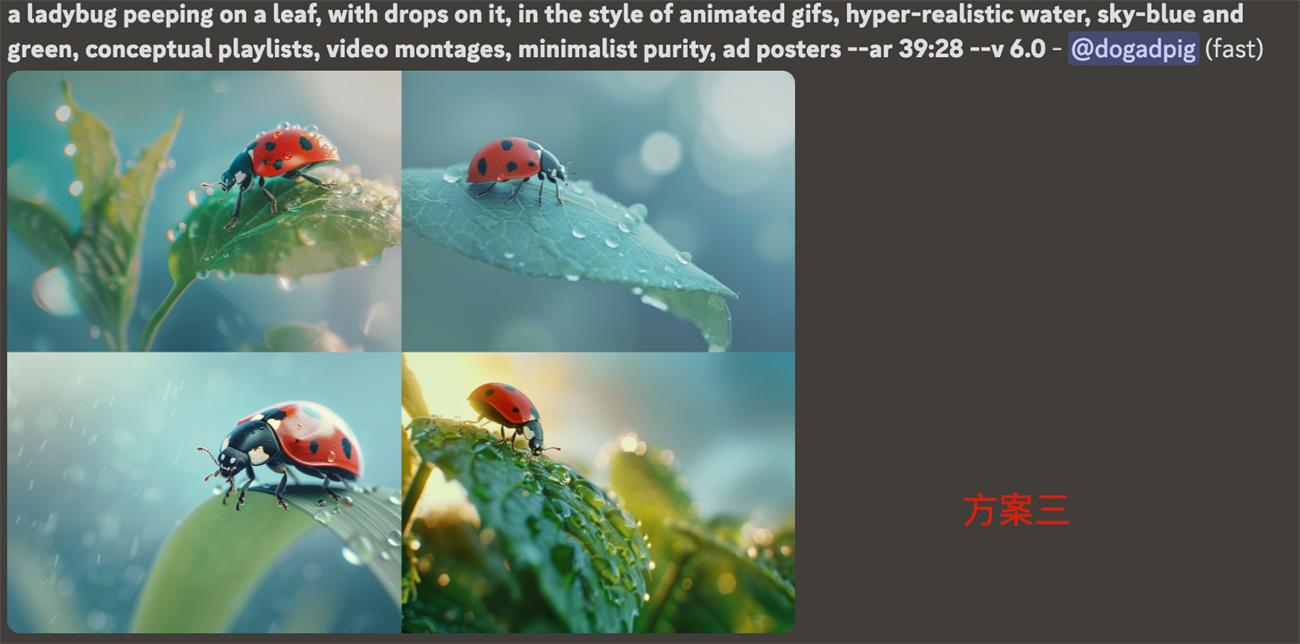 a ladybug peeping on a leaf, with drops on it, in the style of animated gifs, hyper-realistic water, sky-blue and
green, conceptual playlists, video montages, minimalist purity, ad posters --ar 39:28 --v 6.0 - @dogadpig (fast)
方案三